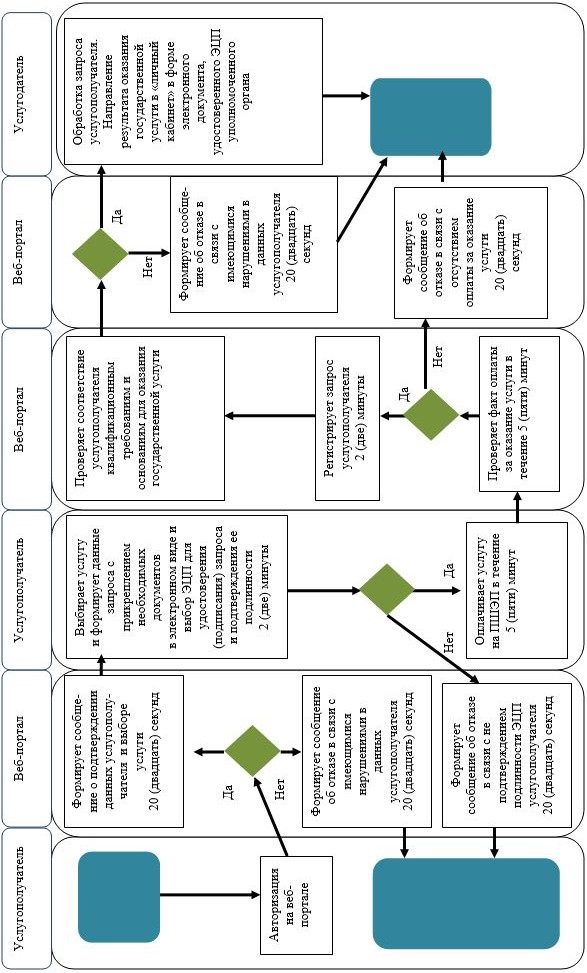 Услугополучатель
Веб-портал
Услугополучатель
Веб-портал
Веб-портал
Услугодатель
Авторизация
на веб-
портале
Формирует сообще-
ние о подтверждении
данных услугополу-
чателя и выборе
услуги
20 (двадцать) секунд
Да
Нет
Формирует сообщение
об отказе в связи с
имеющимися
нарушениями в
данных
услугополучателя
20 (двадцать) секунд
Формирует
сообщение об отказе
в связи с не
подтверждением
подлинности ЭЦП
услугополучателя
20 (двадцать) секунд
Выбирает услугу
и формирует данные
запроса с
прикреплением
необходимых
документов
в электронном виде и
выбор ЭЦП для
удостоверения
(подписания) запроса
и подтверждения ее
подлинности
2 (две) минуты
Да
Нет
Оплачивает услугу
на ПШЭП в течение
5 (пяти) минут
Проверяет соответствие
услугополучателя
квалификационным
требованиям и
основаниям для оказания
государственной услуги
Регистрирует запрос
услугополучателя
2 (две) минуты
Да
Нет
Проверяет факт оплаты
за оказание услуги в
течение 5 (пяти) минут
Да
Нет
Формирует сообще-
ние об отказе в
связи с
имеющимися
нарушениями в
данных
услугополучателя
20 (двадцать)
секунд
Формирует
сообщение об
отказе в связи с
отсутствием
оплаты за оказание
услуги
20 (двадцать)
секунд
Обработка запроса
услугополучателя.
Направление
результата оказания
государственной
услуги в «личный
кабинет» в форме
электронного
документа,
удостоверенного ЭЦП
уполномоченного
органа